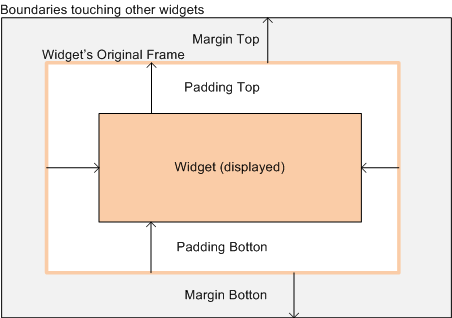 Boundaries touching other widgets
Margin Top
Widget's Original Frame
Padding Top
Widget (displayed)
Padding Botton
Margin Botton